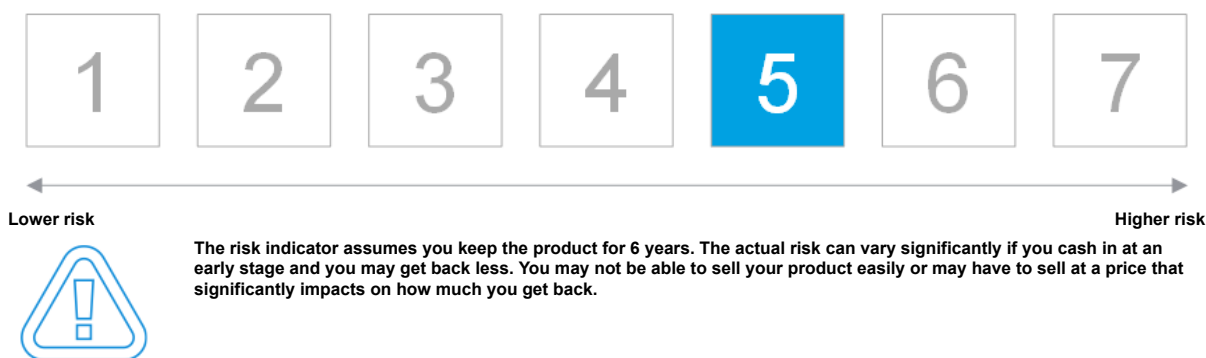 1 2 3 4 5 6 7
Lower risk Higher risk
The risk indicator assumes you keep the product for 6 years. The actual risk can vary significantly if you cash in at an
early stage and you may get back less. You may not be able to sell your product easily or may have to sell at a price that
significantly impacts on how much you get back.